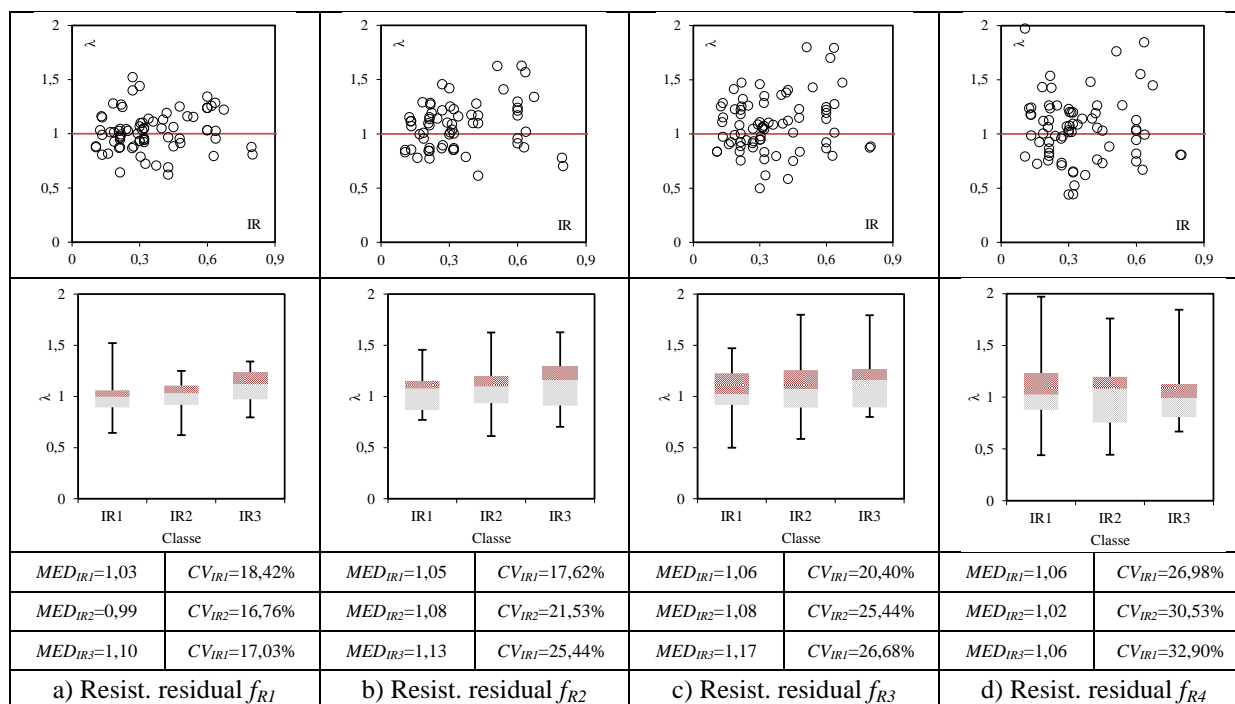 2 2 2 2
λ λ λ λ
1,5 1,5 1,5 1,5
1 1 1 1
0,5 0,5 0,5 0,5
IR IR IR IR
0 0 0 0
0 0,3 0,6 0,9 0 0,3 0,6 0,9 0 0,3 0,6 0,9 0 0,3 0,6 0,9
2 2 2 2
1,5 1,5 1,5 1,5
λ 1 λ 1 λ 1 λ 1
0,5 0,5 0,5 0,5
0 0 0 0
IR1 IR2 IR3 IR1 IR2 IR3 IR1 IR2 IR3 IR1 IR2 IR3
Classe Classe Classe Classe
MED_IR1=1,03 CV_IR1=18,42% MED_IR1=1,05 CV_IR1=17,62% MED_IR1=1,06 CV_IR1=20,40% MED_IR1=1,06 CV_IR1=26,98%
MED_IR2=0,99 CV_IR2=16,76% MED_IR2=1,08 CV_IR2=21,53% MED_IR2=1,08 CV_IR2=25,44% MED_IR2=1,02 CV_IR2=30,53%
MED_IR3=1,10 CV_IR1=17,03% MED_IR3=1,13 CV_IR1=25,44% MED_IR3=1,17 CV_IR1=26,68% MED_IR3=1,06 CV_IR1=32,90%
a) Resist. residual f_R1 b) Resist. residual f_R2 c) Resist. residual f_R3 d) Resist. residual f_R4